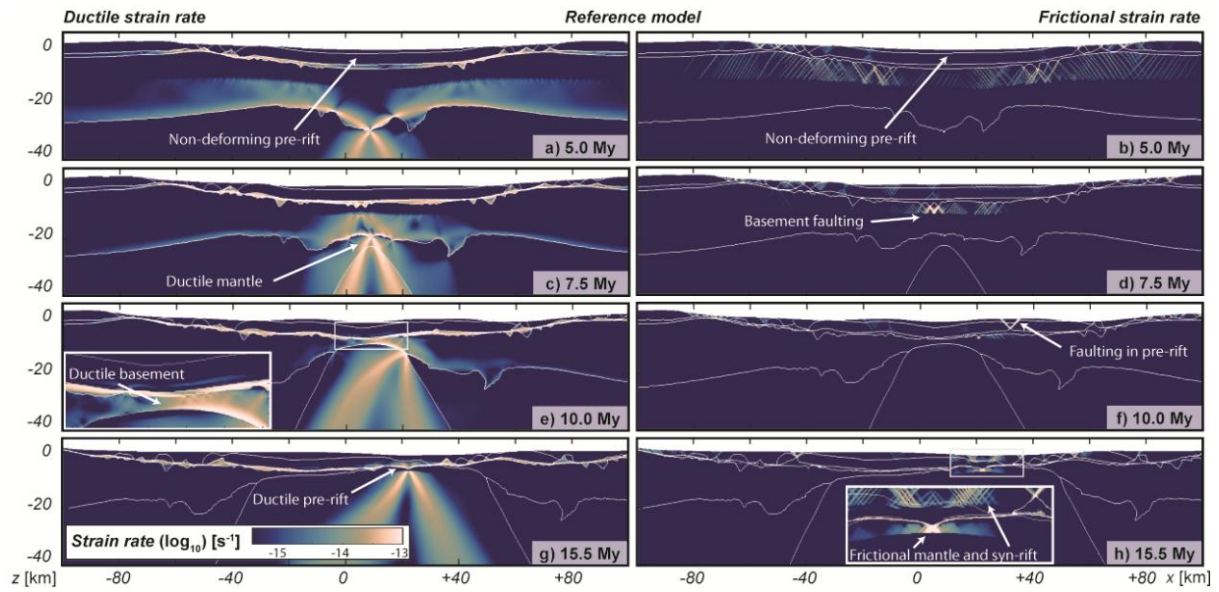 Ductile strain rate Reference model Frictional strain rate
0
-20
-40
Non-deforming pre-rift
a) 5.0 My
Non-deforming pre-rift
b) 5.0 My
0
-20
-40
Ductile mantle
c) 7.5 My
Basement faulting
d) 7.5 My
0
-20
-40
Ductile basement
e) 10.0 My
Faulting in pre-rift
f) 10.0 My
0
-20
-40
Ductile pre-rift
Strain rate (log10) [s-1]
-15 -14 -13
g) 15.5 My
Frictional mantle and syn-rift
h) 15.5 My
z [km] -80 -40 0 +40 +80 -80 -40 0 +40 +80 x [km]